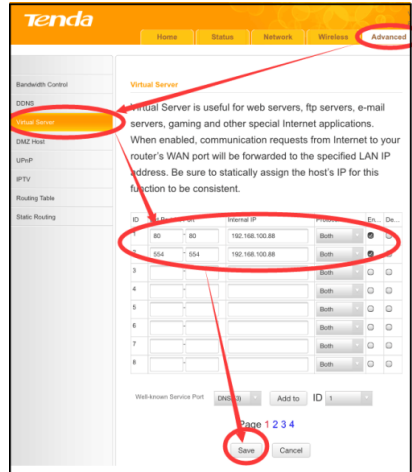 Tenda
Home Status Network Wireless Advanced
Bandwidth Control
DDNS
Virtual Server
DMZ Host
UPnP
IPTV
Routing Table
Static Routing
Virtual Server
Virtual Server is useful for web servers, ftp servers, e-mail
servers, gaming and other special Internet applications.
When enabled, communication requests from Internet to your
router's WAN port will be forwarded to the specified LAN IP
address. Be sure to statically assign the host's IP for this
function to be consistent.
ID Internal IP En... De...
1 80 - 80 192.168.100.88 Both
2 554 - 554 192.168.100.88 Both
3 - Both
4 - Both
5 - Both
6 - Both
7 - Both
8 - Both
Well-known Service Port Add to ID 1
Page 1 2 3 4
Save Cancel